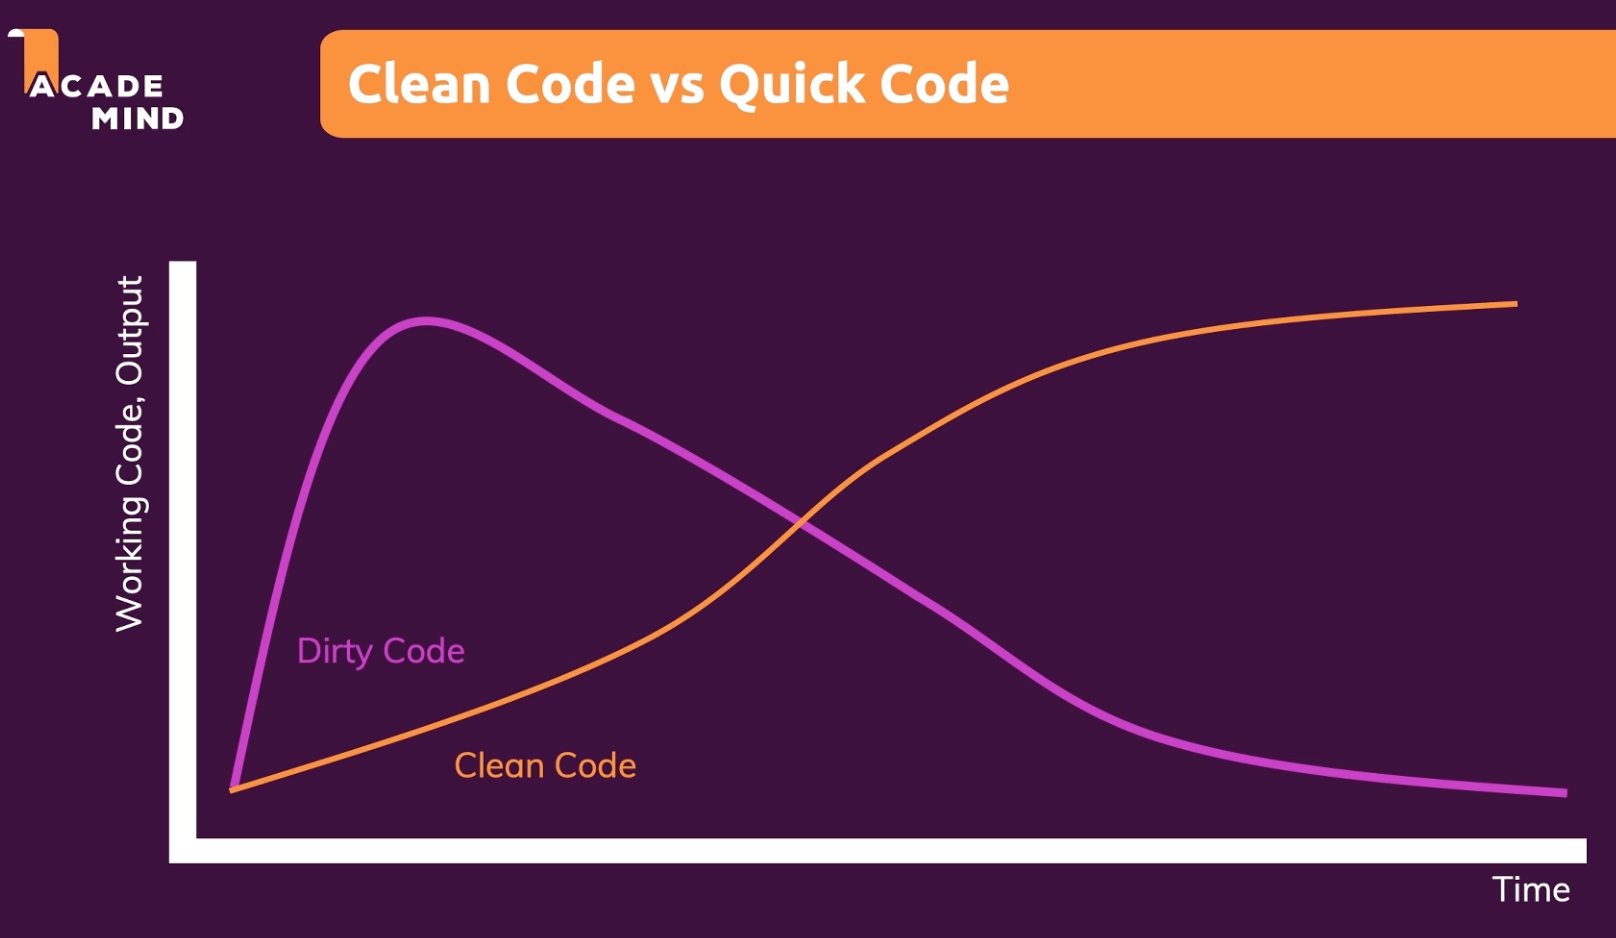 ACADE
MIND
Clean Code vs Quick Code
Working Code, Output
Dirty Code
Clean Code
Time